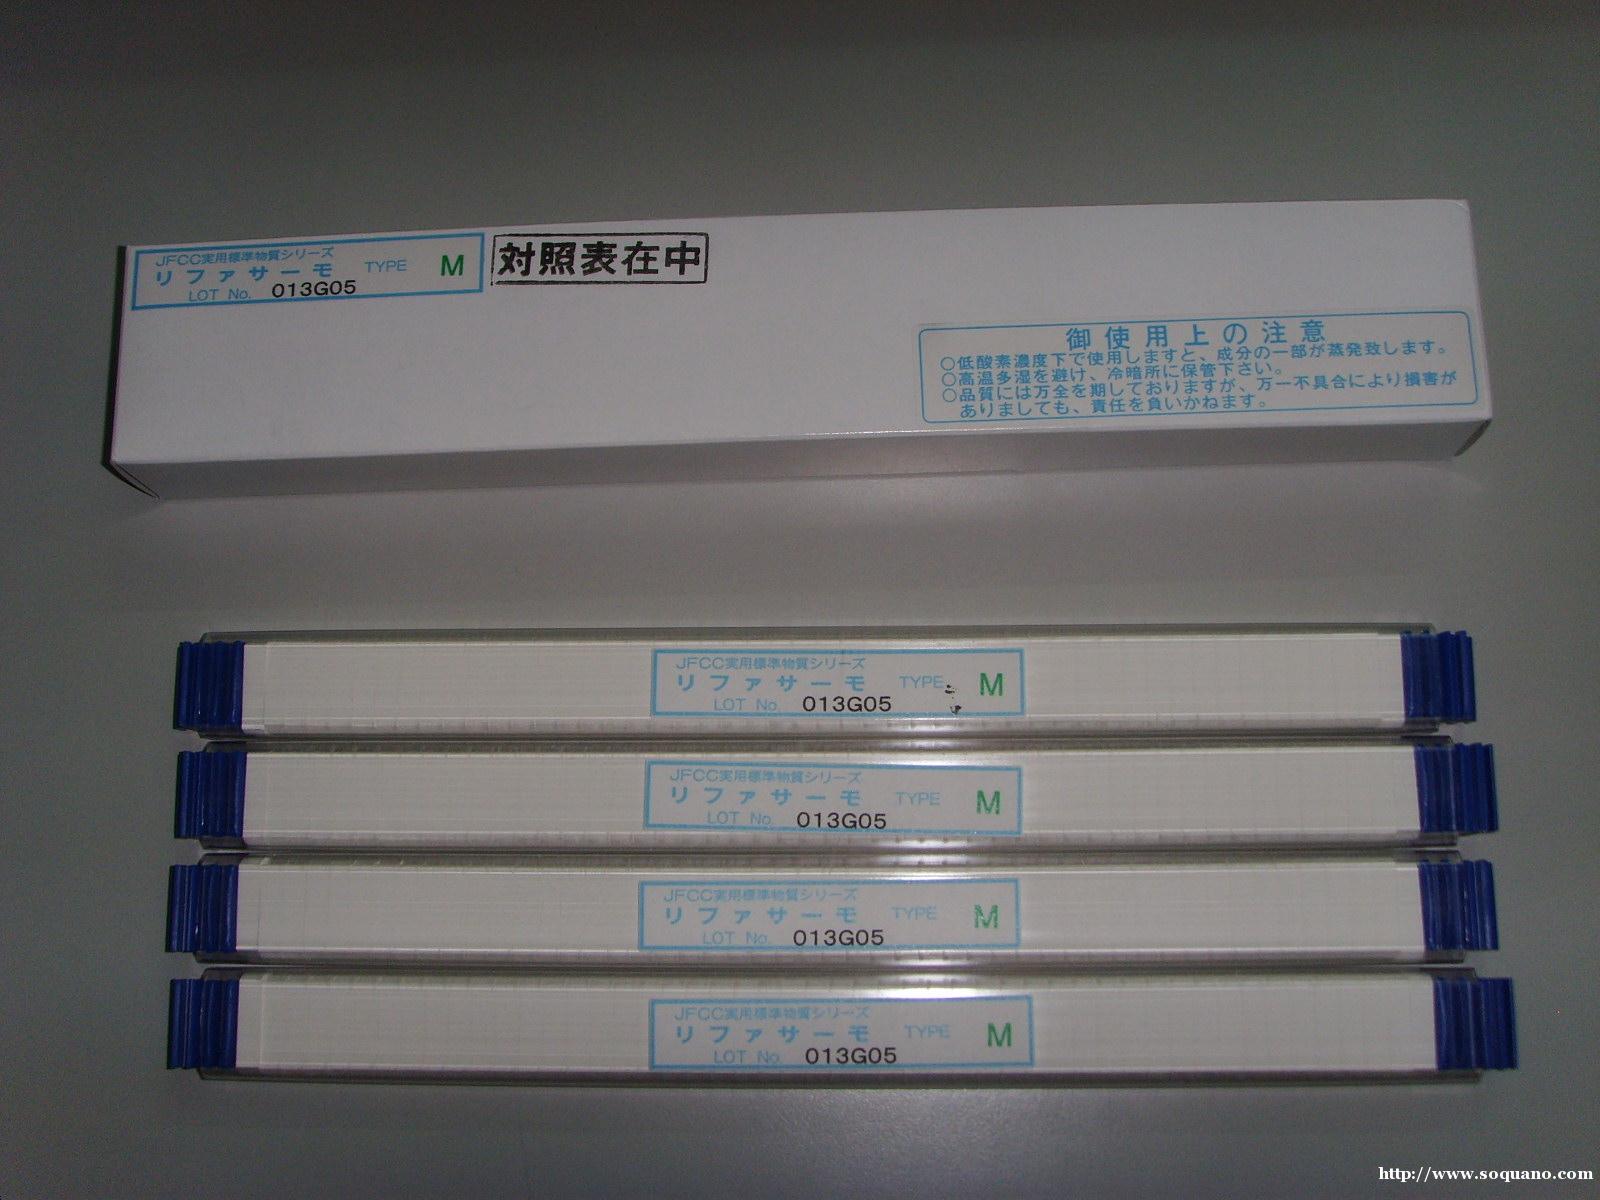 JFCC実用標準物質シリーズ
リファサーモ TYPE M
LOT No. 013G05
対照表在中
御使用上の注意
○低酸素濃度下で使用しますと、成分の一部が蒸発致します。
○高温多湿を避け、冷暗所に保管下さい。
○品質には万全を期しておりますが、万一不具合により損害が
ありましても、責任を負いかねます。
JFCC実用標準物質シリーズ
リファサーモ TYPE M
LOT No. 013G05
JFCC実用標準物質シリーズ
リファサーモ TYPE M
LOT No. 013G05
JFCC実用標準物質シリーズ
リファサーモ TYPE M
LOT No. 013G05
JFCC実用標準物質シリーズ
リファサーモ TYPE M
LOT No. 013G05
http://www.soquano.com